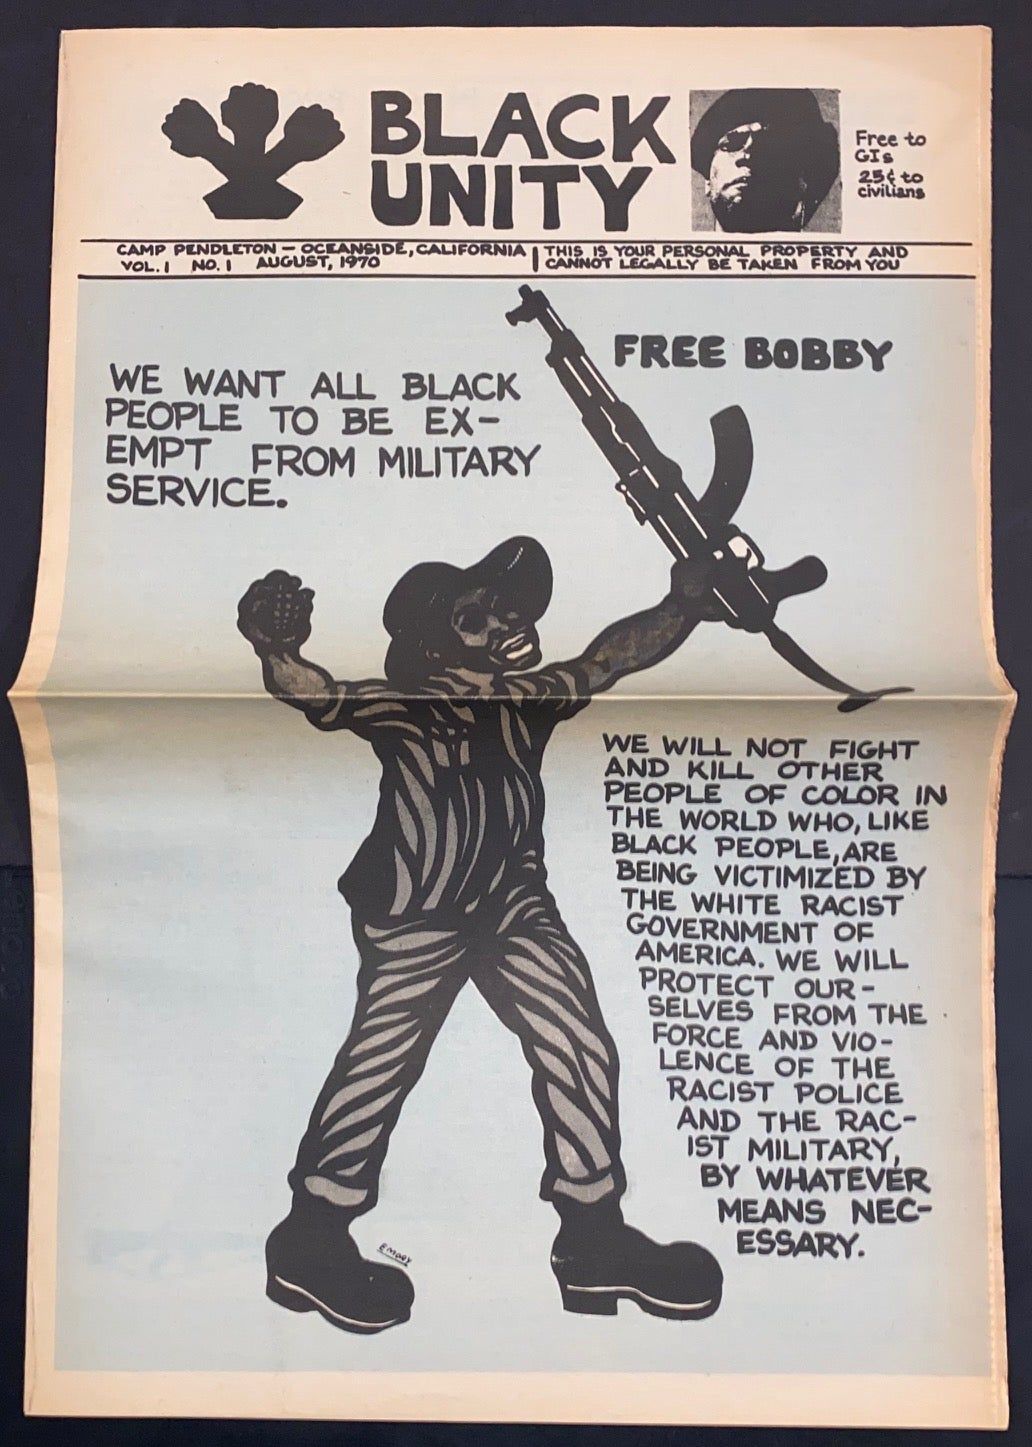 BLACK
UNITY
Free to
GIs
25¢ to
civilians
CAMP PENDLETON — OCEANSIDE, CALIFORNIA
VOL. 1 NO. 1 AUGUST, 1970
THIS IS YOUR PERSONAL PROPERTY AND
CANNOT LEGALLY BE TAKEN FROM YOU
FREE BOBBY
WE WANT ALL BLACK
PEOPLE TO BE EX-
EMPT FROM MILITARY
SERVICE.
WE WILL NOT FIGHT
AND KILL OTHER
PEOPLE OF COLOR IN
THE WORLD WHO, LIKE
BLACK PEOPLE, ARE
BEING VICTIMIZED BY
THE WHITE RACIST
GOVERNMENT OF
AMERICA. WE WILL
PROTECT OUR-
SELVES FROM THE
FORCE AND VIO-
LENCE OF THE
RACIST POLICE
AND THE RAC-
IST MILITARY,
BY WHATEVER
MEANS NEC-
ESSARY.
EMORY